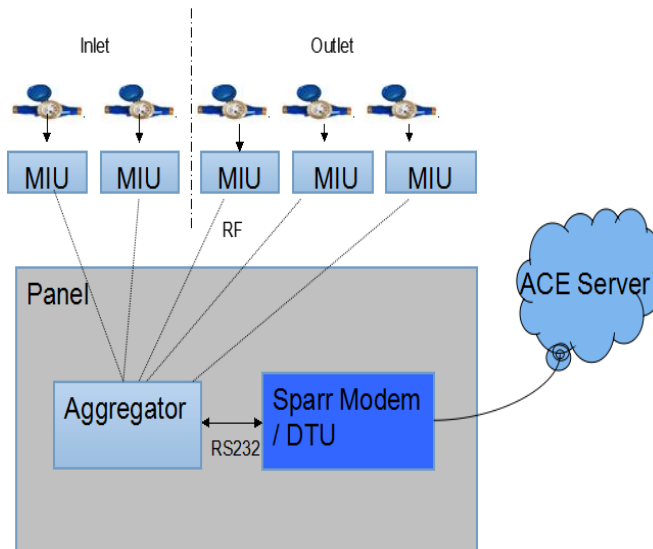 Inlet
Outlet
MIU
MIU
MIU
MIU
MIU
RF
Panel
ACE Server
Aggregator
RS232
Sparr Modem
/ DTU